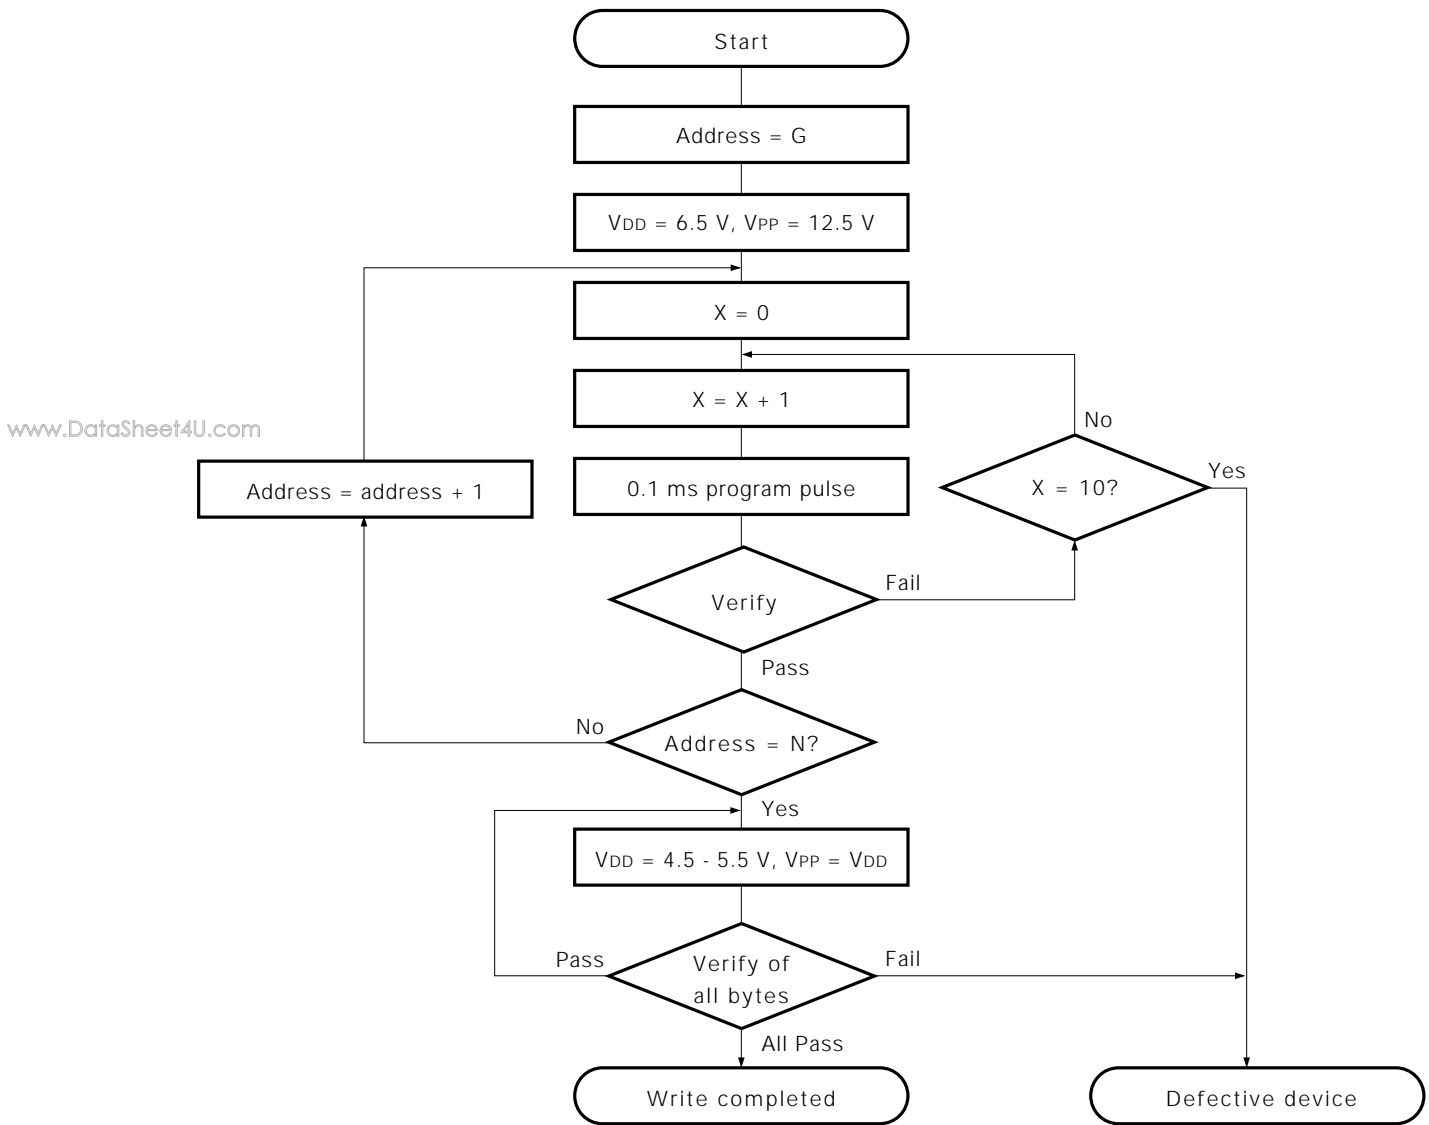 Start
Address = G
VDD = 6.5 V, VPP = 12.5 V
X = 0
X = X + 1
www.DataSheet4U.com
No
Yes
Address = address + 1
0.1 ms program pulse
X = 10?
Fail
Verify
Pass
No
Address = N?
Yes
VDD = 4.5 - 5.5 V, VPP = VDD
Pass
Verify of
all bytes
Fail
All Pass
Write completed
Defective device